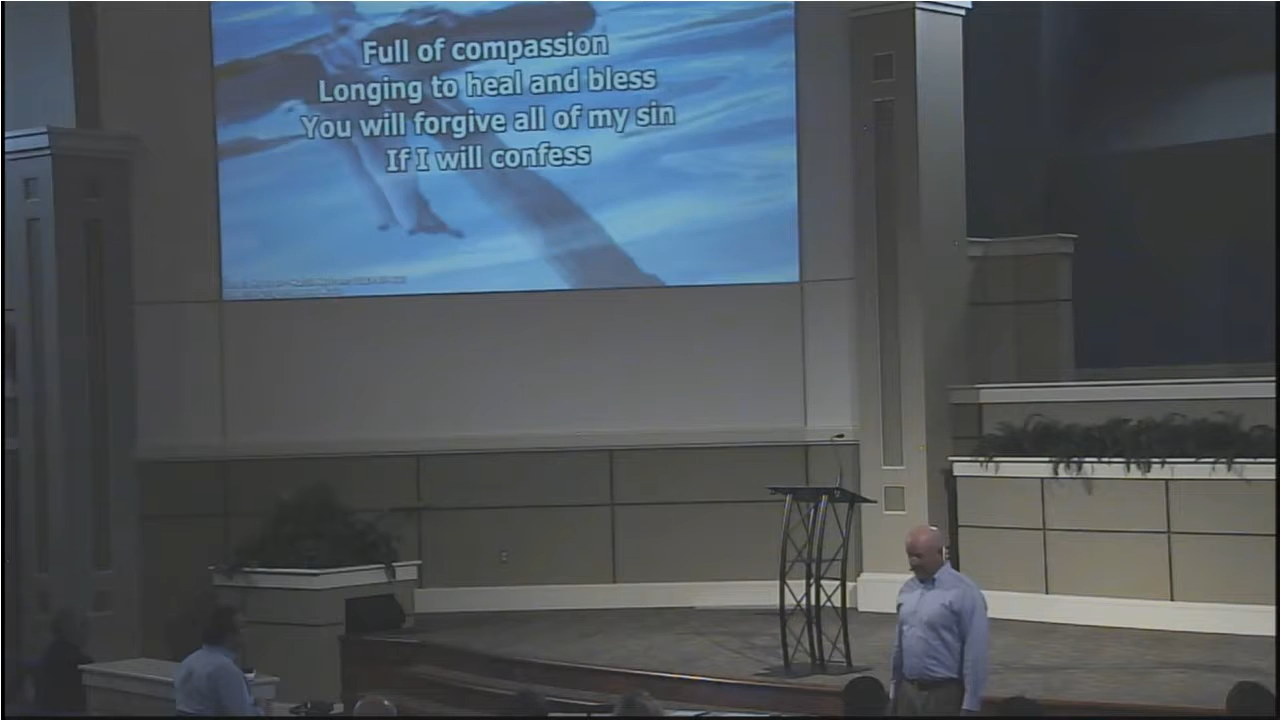 Full of compassion
Longing to heal and bless
You will forgive all of my sin
If I will confess